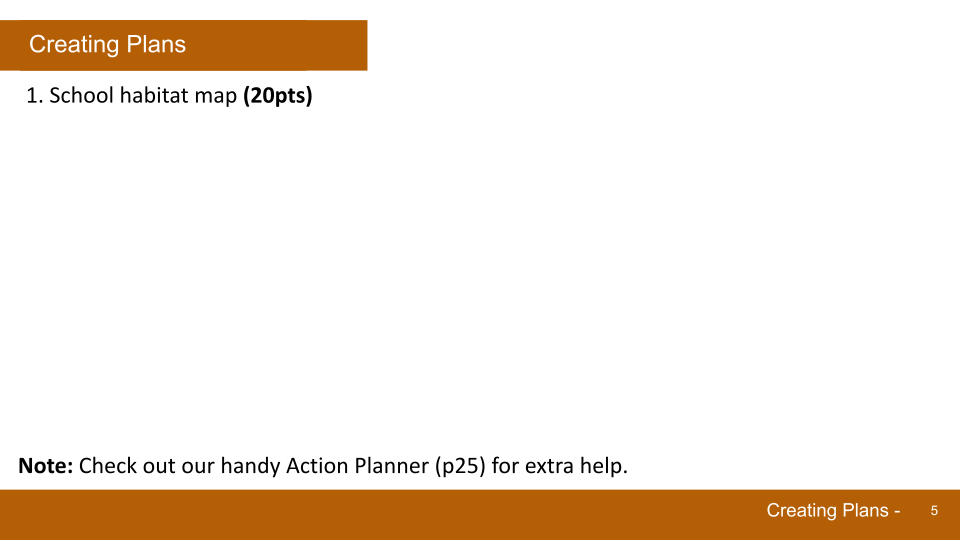 Creating Plans
1. School habitat map (20pts)
Note: Check out our handy Action Planner (p25) for extra help.
Creating Plans - 5